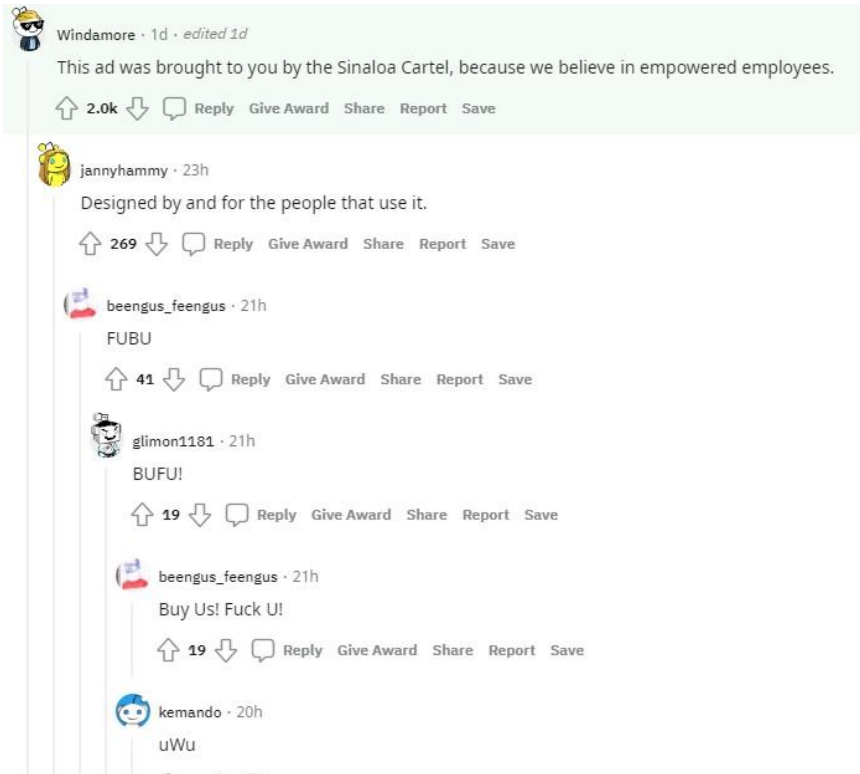 Windamore · 1d · edited 1d
This ad was brought to you by the Sinaloa Cartel, because we believe in empowered employees.
2.0k Reply Give Award Share Report Save
jannyhammy · 23h
Designed by and for the people that use it.
269 Reply Give Award Share Report Save
beengus_feengus · 21h
FUBU
41 Reply Give Award Share Report Save
glimon1181 · 21h
BUFU!
19 Reply Give Award Share Report Save
beengus_feengus · 21h
Buy Us! Fuck U!
19 Reply Give Award Share Report Save
kemando · 20h
uWu